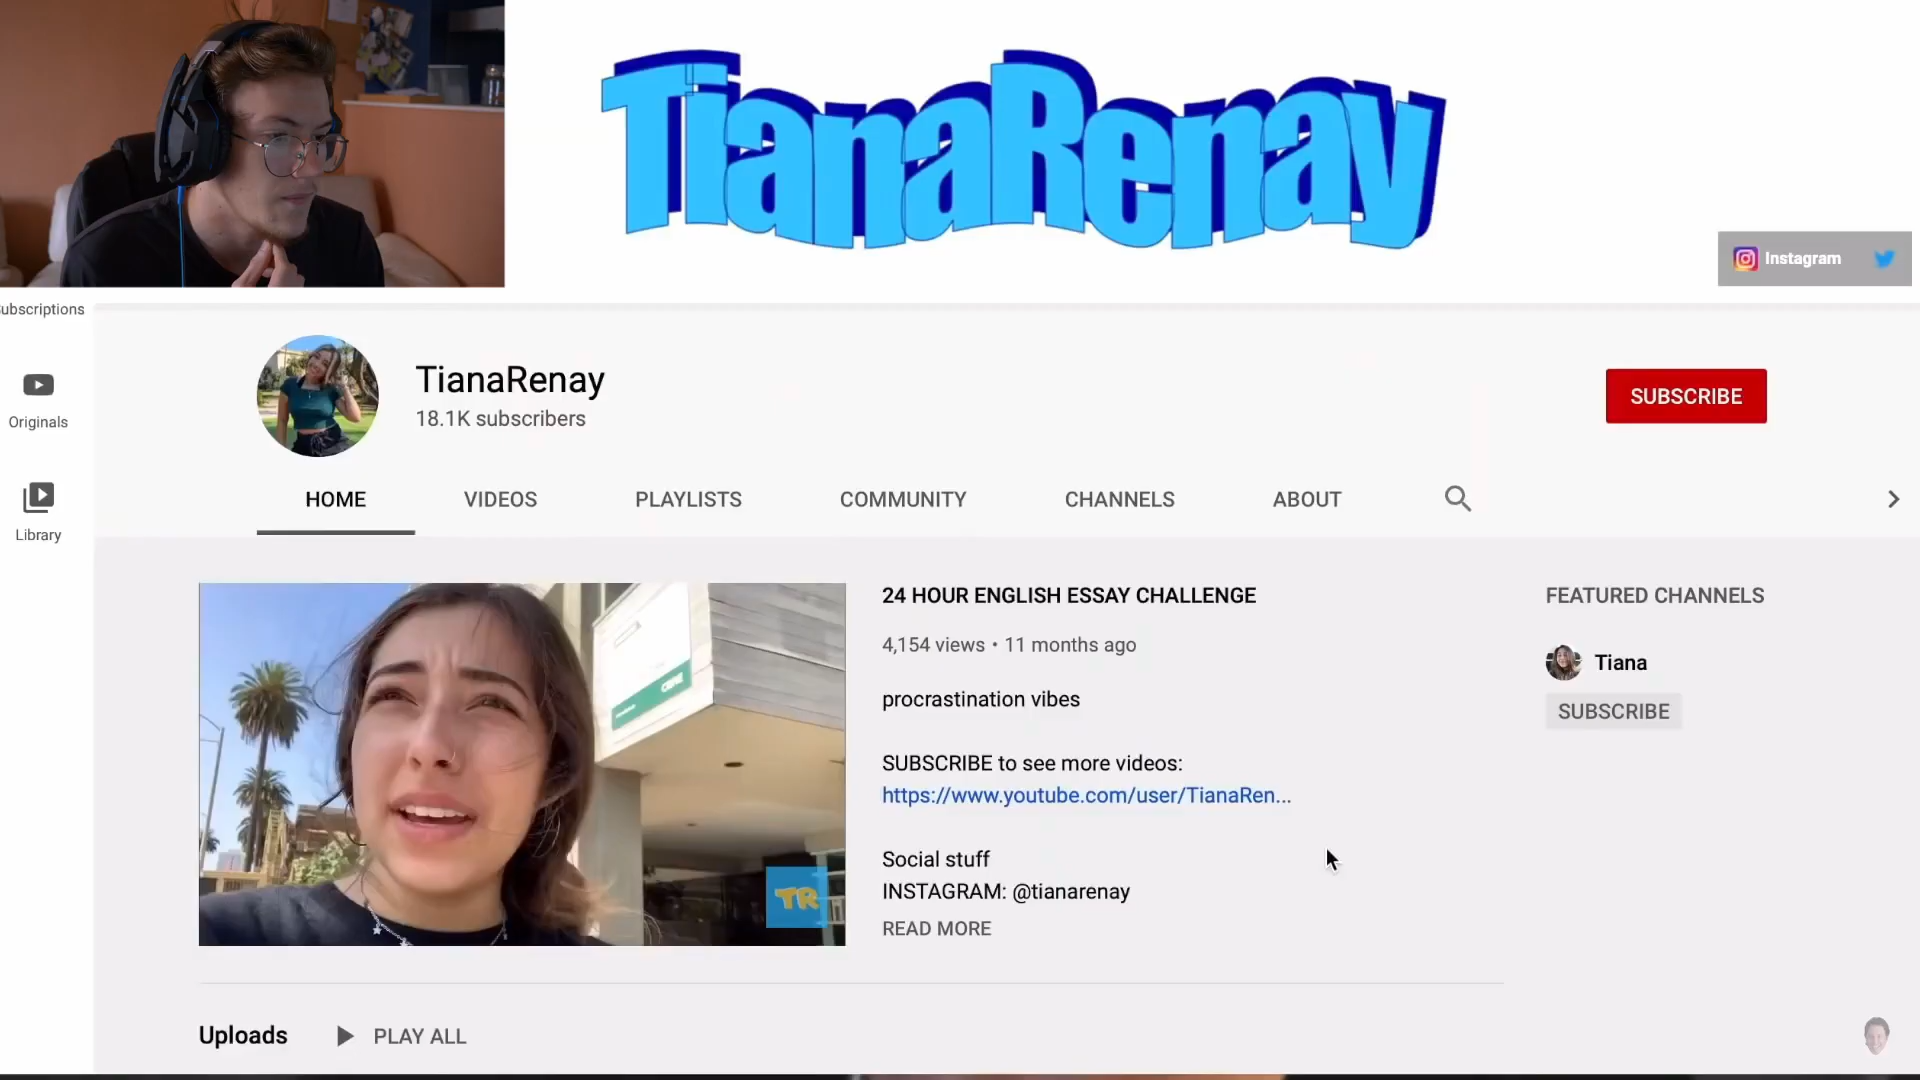 TianaRenay
Instagram
ubscriptions
TianaRenay
18.1K subscribers
SUBSCRIBE
Originals
Library
HOME
VIDEOS
PLAYLISTS
COMMUNITY
CHANNELS
ABOUT
TR
24 HOUR ENGLISH ESSAY CHALLENGE
4,154 views • 11 months ago
procrastination vibes
SUBSCRIBE to see more videos:
https://www.youtube.com/user/TianaRen...
Social stuff
INSTAGRAM: @tianarenay
READ MORE
FEATURED CHANNELS
Tiana
SUBSCRIBE
Uploads
PLAY ALL